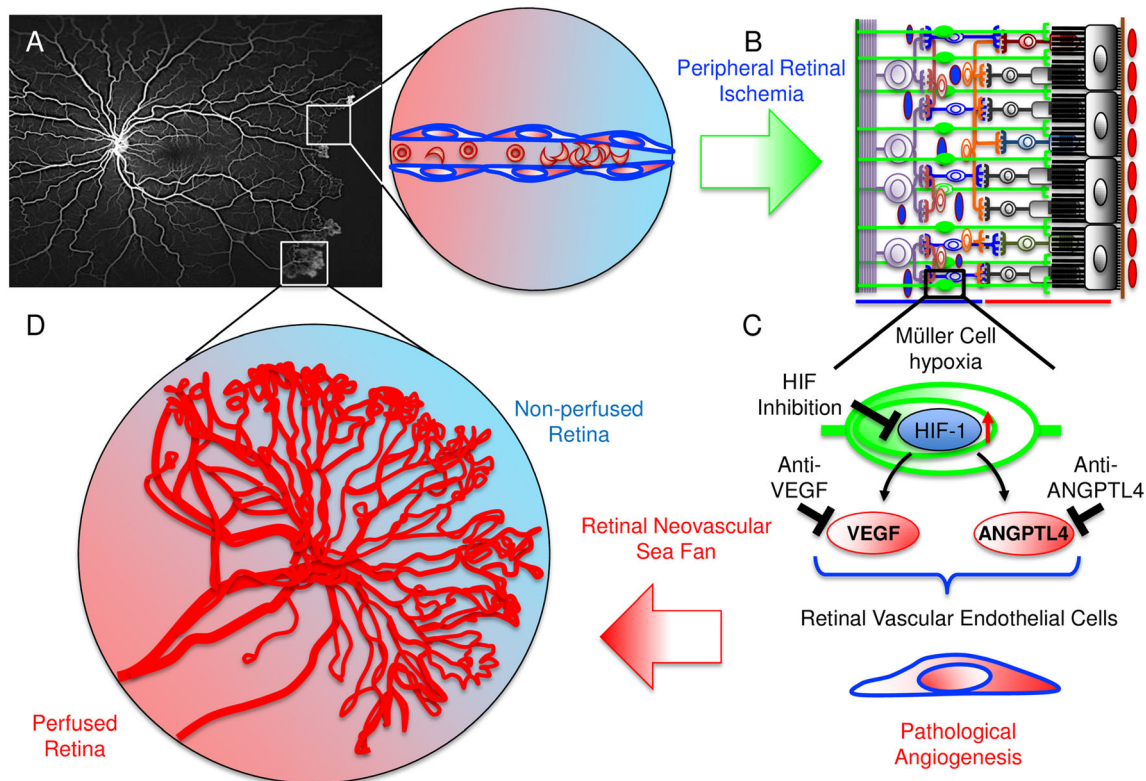 A
B
Peripheral Retinal
Ischemia
C
Müller Cell
hypoxia
HIF
Inhibition
HIF-1
Anti-
VEGF
Anti-
ANGPTL4
VEGF
ANGPTL4
Retinal Vascular Endothelial Cells
Pathological
Angiogenesis
Retinal Neovascular
Sea Fan
D
Non-perfused
Retina
Perfused
Retina